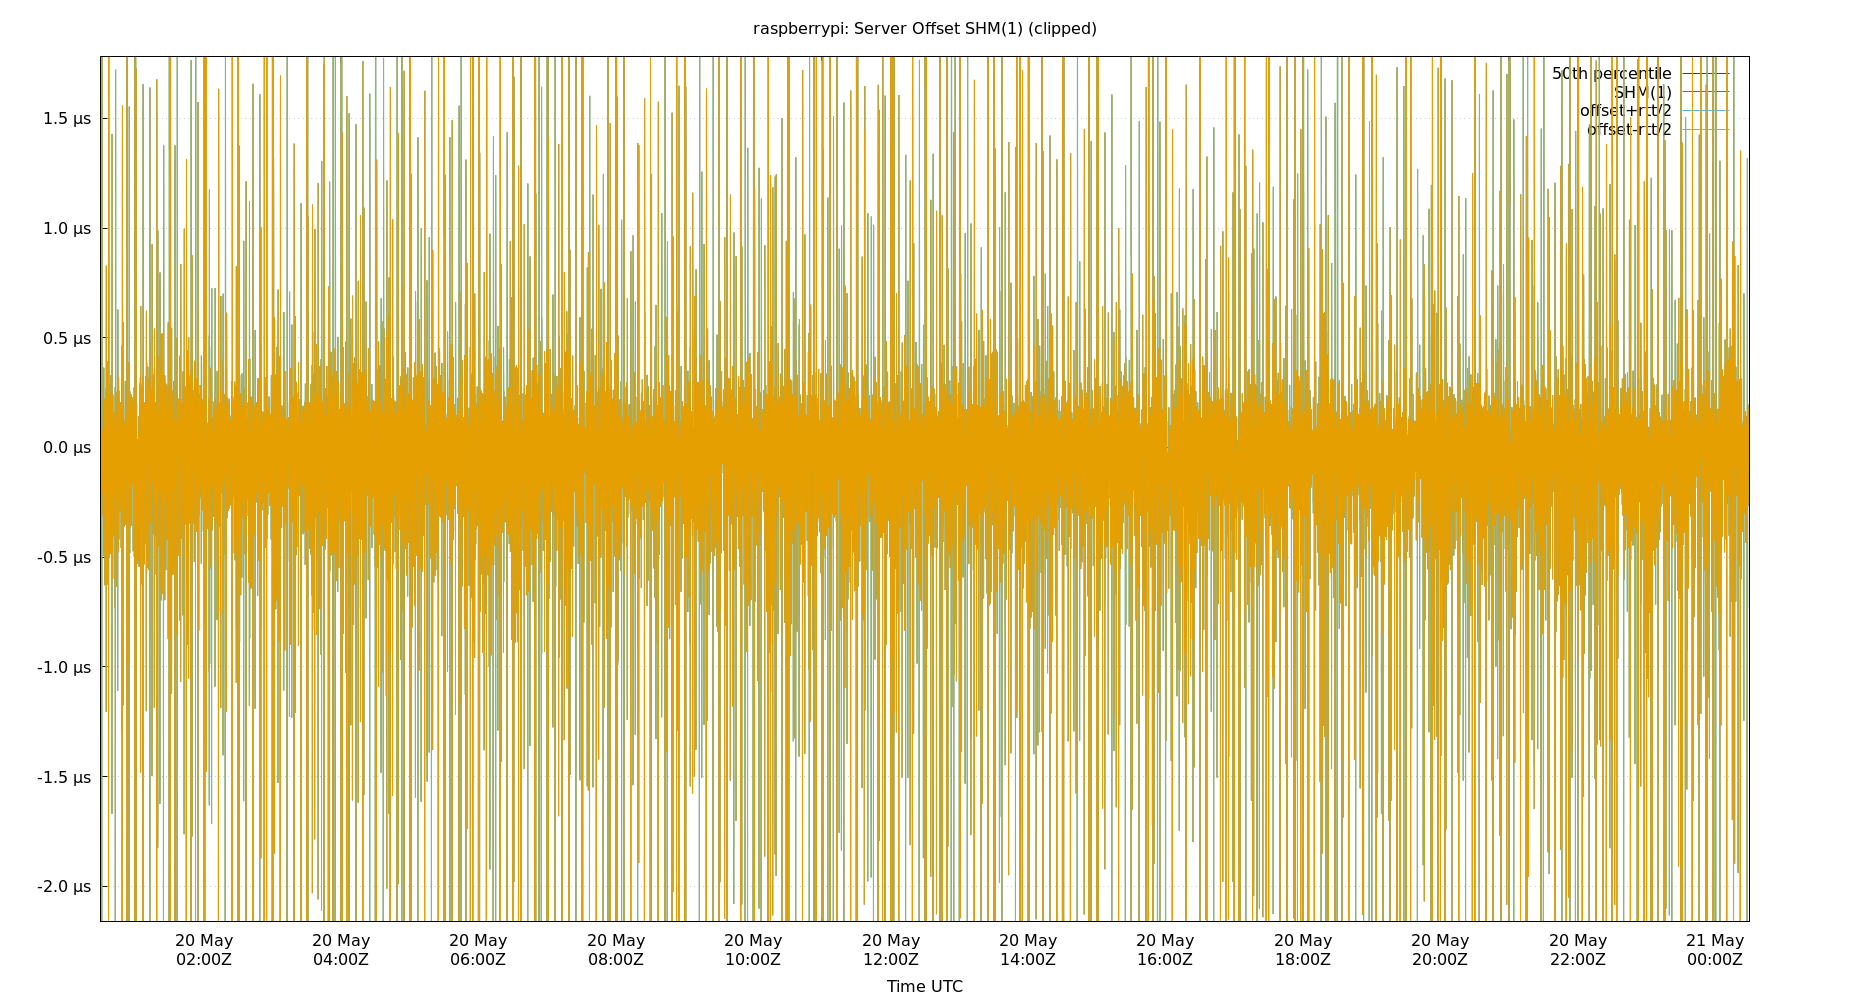 raspberrypi: Server Offset SHM(1) (clipped)
50th percentile
SHM(1)
offset+rtt/2
offset-rtt/2
1.5 µs
1.0 µs
0.5 µs
0.0 µs
-0.5 µs
-1.0 µs
-1.5 µs
-2.0 µs
20 May 20 May 20 May 20 May 20 May 20 May 20 May 20 May 20 May 20 May 20 May 21 May
02:00Z 04:00Z 06:00Z 08:00Z 10:00Z 12:00Z 14:00Z 16:00Z 18:00Z 20:00Z 22:00Z 00:00Z
Time UTC